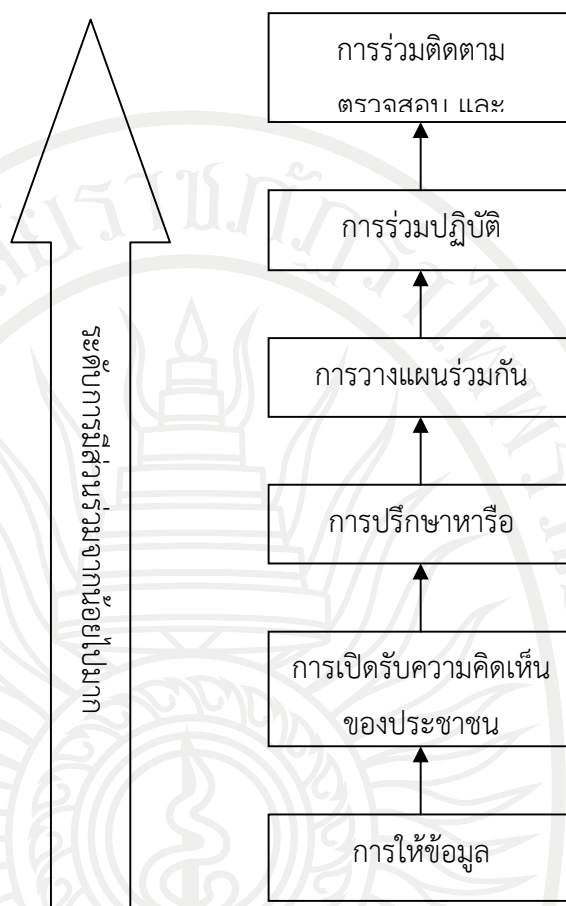 การร่วมติดตาม
ตรวจสอบ และ
การร่วมปฏิบัติ
การวางแผนร่วมกัน
การปรึกษาหารือ
การเปิดรับความคิดเห็น
ของประชาชน
การให้ข้อมูล
ระดับการมีส่วนร่วมจากน้อยไปมาก